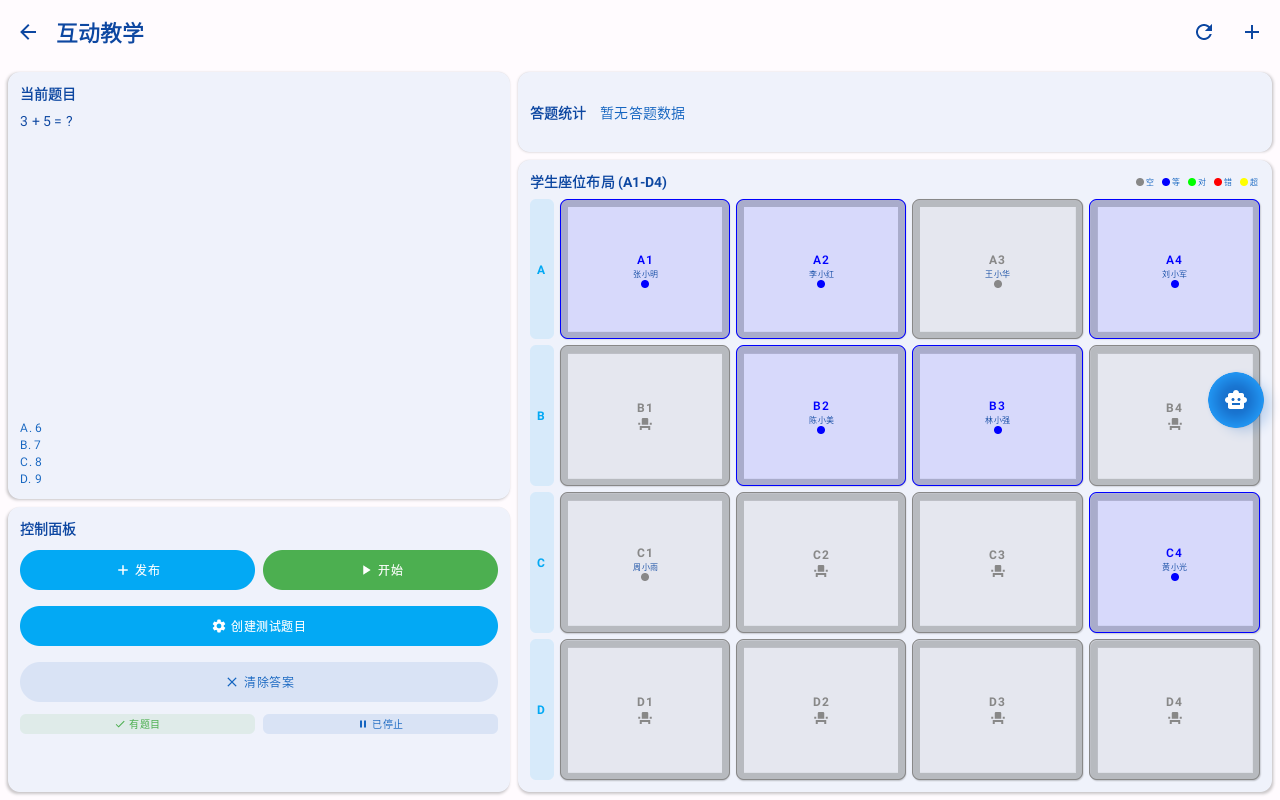 互动教学
当前题目
3 + 5 = ?
A. 6
B. 7
C. 8
D. 9
控制面板
发布
开始
创建测试题目
清除答案
有题目
已停止
答题统计 暂无答题数据
学生座位布局 (A1-D4)
空 等 对 错 超
A
A1
张小明
A2
李小红
A3
王小华
A4
刘小军
B
B1
B2
陈小美
B3
林小强
B4
C
C1
周小雨
C2
C3
C4
黄小光
D
D1
D2
D3
D4